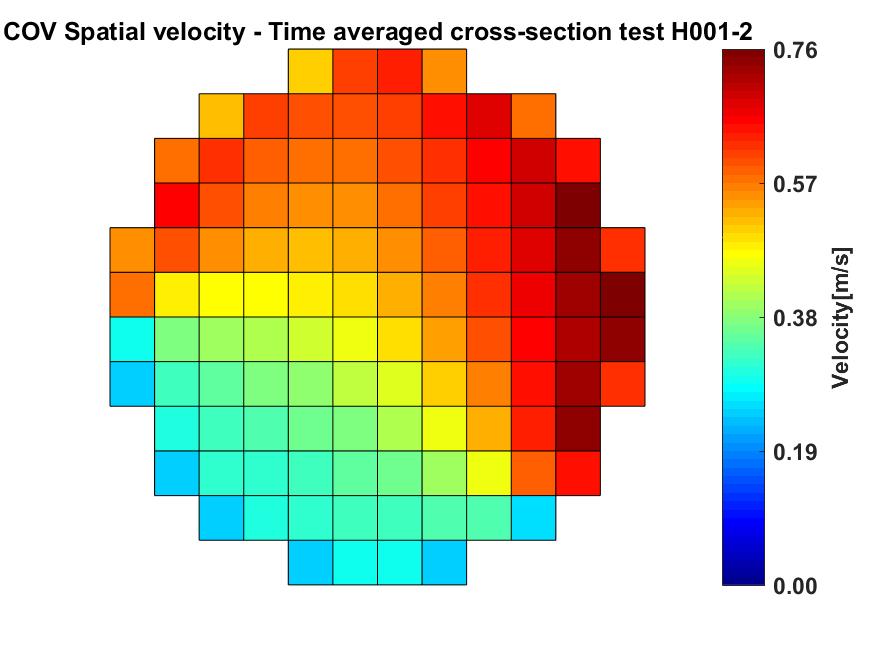 COV Spatial velocity - Time averaged cross-section test H001-2
0.76
0.57
0.38
0.19
0.00
Velocity[m/s]